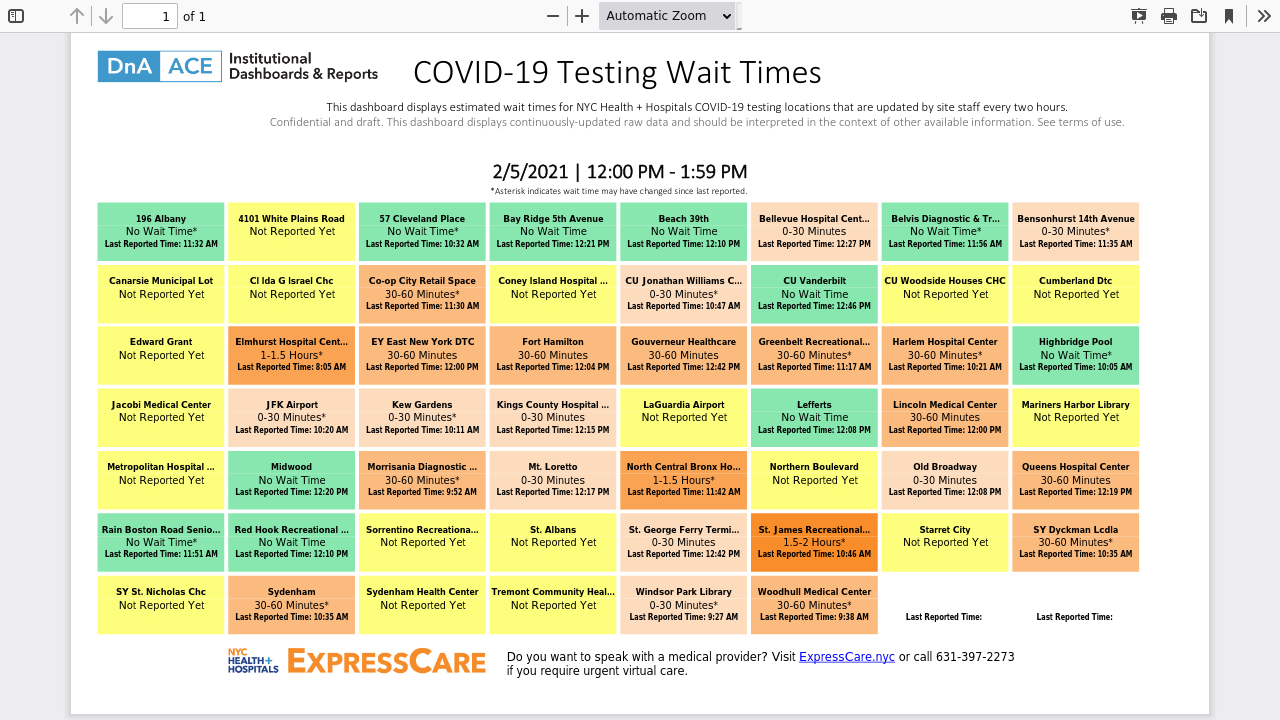 1 of 1 Automatic Zoom
DnA ACE Institutional Dashboards & Reports
COVID-19 Testing Wait Times
This dashboard displays estimated wait times for NYC Health + Hospitals COVID-19 testing locations that are updated by site staff every two hours.
Confidential and draft. This dashboard displays continuously-updated raw data and should be interpreted in the context of other available information. See terms of use.
2/5/2021 | 12:00 PM - 1:59 PM
*Asterisk indicates wait time may have changed since last reported.
196 Albany
No Wait Time*
Last Reported Time: 11:32 AM
4101 White Plains Road
Not Reported Yet
57 Cleveland Place
No Wait Time*
Last Reported Time: 10:32 AM
Bay Ridge 5th Avenue
No Wait Time
Last Reported Time: 12:21 PM
Beach 39th
No Wait Time
Last Reported Time: 12:10 PM
Bellevue Hospital Cent...
0-30 Minutes
Last Reported Time: 12:27 PM
Belvis Diagnostic & Tr...
No Wait Time*
Last Reported Time: 11:56 AM
Bensonhurst 14th Avenue
0-30 Minutes*
Last Reported Time: 11:35 AM
Canarsie Municipal Lot
Not Reported Yet
Cl Ida G Israel Chc
Not Reported Yet
Co-op City Retail Space
30-60 Minutes*
Last Reported Time: 11:30 AM
Coney Island Hospital ...
Not Reported Yet
CU Jonathan Williams C...
0-30 Minutes*
Last Reported Time: 10:47 AM
CU Vanderbilt
No Wait Time
Last Reported Time: 12:46 PM
CU Woodside Houses CHC
Not Reported Yet
Cumberland Dtc
Not Reported Yet
Edward Grant
Not Reported Yet
Elmhurst Hospital Cent...
1-1.5 Hours*
Last Reported Time: 8:05 AM
EY East New York DTC
30-60 Minutes
Last Reported Time: 12:00 PM
Fort Hamilton
30-60 Minutes
Last Reported Time: 12:04 PM
Gouverneur Healthcare
30-60 Minutes
Last Reported Time: 12:42 PM
Greenbelt Recreational...
30-60 Minutes*
Last Reported Time: 11:17 AM
Harlem Hospital Center
30-60 Minutes*
Last Reported Time: 10:21 AM
Highbridge Pool
No Wait Time*
Last Reported Time: 10:05 AM
Jacobi Medical Center
Not Reported Yet
JFK Airport
0-30 Minutes*
Last Reported Time: 10:20 AM
Kew Gardens
0-30 Minutes*
Last Reported Time: 10:11 AM
Kings County Hospital ...
0-30 Minutes
Last Reported Time: 12:15 PM
LaGuardia Airport
Not Reported Yet
Lefferts
No Wait Time
Last Reported Time: 12:08 PM
Lincoln Medical Center
30-60 Minutes
Last Reported Time: 12:00 PM
Mariners Harbor Library
Not Reported Yet
Metropolitan Hospital ...
Not Reported Yet
Midwood
No Wait Time
Last Reported Time: 12:20 PM
Morrisania Diagnostic ...
30-60 Minutes*
Last Reported Time: 9:52 AM
Mt. Loretto
0-30 Minutes
Last Reported Time: 12:17 PM
North Central Bronx Ho...
1-1.5 Hours*
Last Reported Time: 11:42 AM
Northern Boulevard
Not Reported Yet
Old Broadway
0-30 Minutes
Last Reported Time: 12:08 PM
Queens Hospital Center
30-60 Minutes
Last Reported Time: 12:19 PM
Rain Boston Road Senio...
No Wait Time*
Last Reported Time: 11:51 AM
Red Hook Recreational ...
No Wait Time
Last Reported Time: 12:10 PM
Sorrentino Recreationa...
Not Reported Yet
St. Albans
Not Reported Yet
St. George Ferry Termi...
0-30 Minutes
Last Reported Time: 12:42 PM
St. James Recreational...
1.5-2 Hours*
Last Reported Time: 10:46 AM
Starret City
Not Reported Yet
SY Dyckman Lcdla
30-60 Minutes*
Last Reported Time: 10:35 AM
SY St. Nicholas Chc
Not Reported Yet
Sydenham
30-60 Minutes*
Last Reported Time: 10:35 AM
Sydenham Health Center
Not Reported Yet
Tremont Community Heal...
Not Reported Yet
Windsor Park Library
0-30 Minutes*
Last Reported Time: 9:27 AM
Woodhull Medical Center
30-60 Minutes*
Last Reported Time: 9:38 AM
Last Reported Time:
Last Reported Time:
NYC HEALTH+ HOSPITALS EXPRESSCARE
Do you want to speak with a medical provider? Visit ExpressCare.nyc or call 631-397-2273
if you require urgent virtual care.